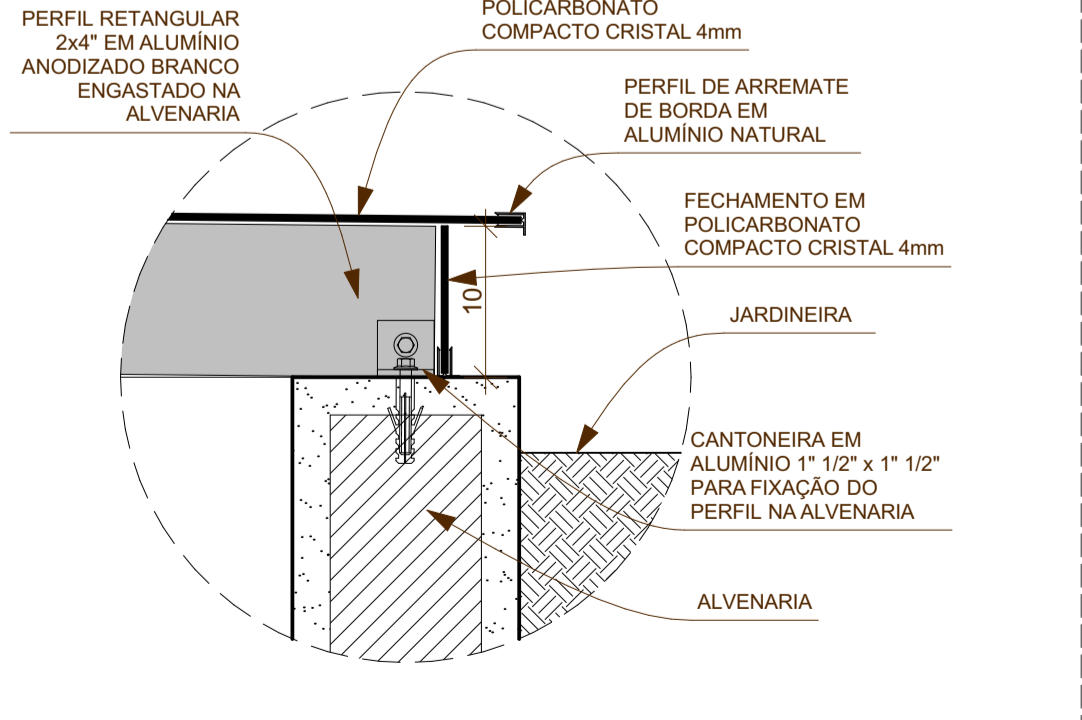 PERFIL RETANGULAR
2x4" EM ALUMÍNIO
ANODIZADO BRANCO
ENGASTADO NA
ALVENARIA
POLICARBONATO
COMPACTO CRISTAL 4mm
PERFIL DE ARREMATE
DE BORDA EM
ALUMÍNIO NATURAL
FECHAMENTO EM
POLICARBONATO
COMPACTO CRISTAL 4mm
10
JARDINEIRA
CANTONEIRA EM
ALUMÍNIO 1" 1/2" x 1" 1/2"
PARA FIXAÇÃO DO
PERFIL NA ALVENARIA
ALVENARIA